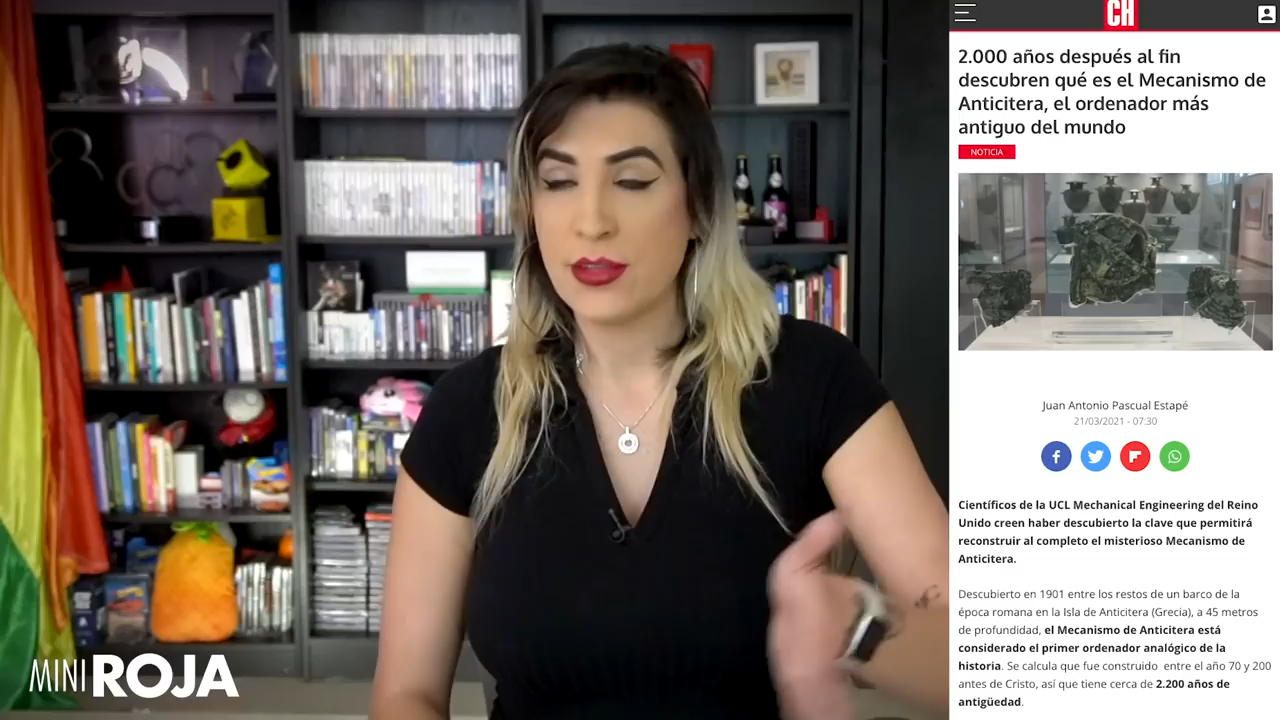 CH
2.000 años después al fin
descubren qué es el Mecanismo de
Anticitera, el ordenador más
antiguo del mundo
NOTICIA
Juan Antonio Pascual Estapé
21/03/2021 - 07:30
Científicos de la UCL Mechanical Engineering del Reino
Unido creen haber descubierto la clave que permitirá
reconstruir al completo el misterioso Mecanismo de
Anticitera.
Descubierto en 1901 entre los restos de un barco de la
época romana en la Isla de Anticitera (Grecia), a 45 metros
de profundidad, el Mecanismo de Anticitera está
considerado el primer ordenador analógico de la
historia. Se calcula que fue construido entre el año 70 y 200
antes de Cristo, así que tiene cerca de 2.200 años de
antigüedad.
MINI ROJA